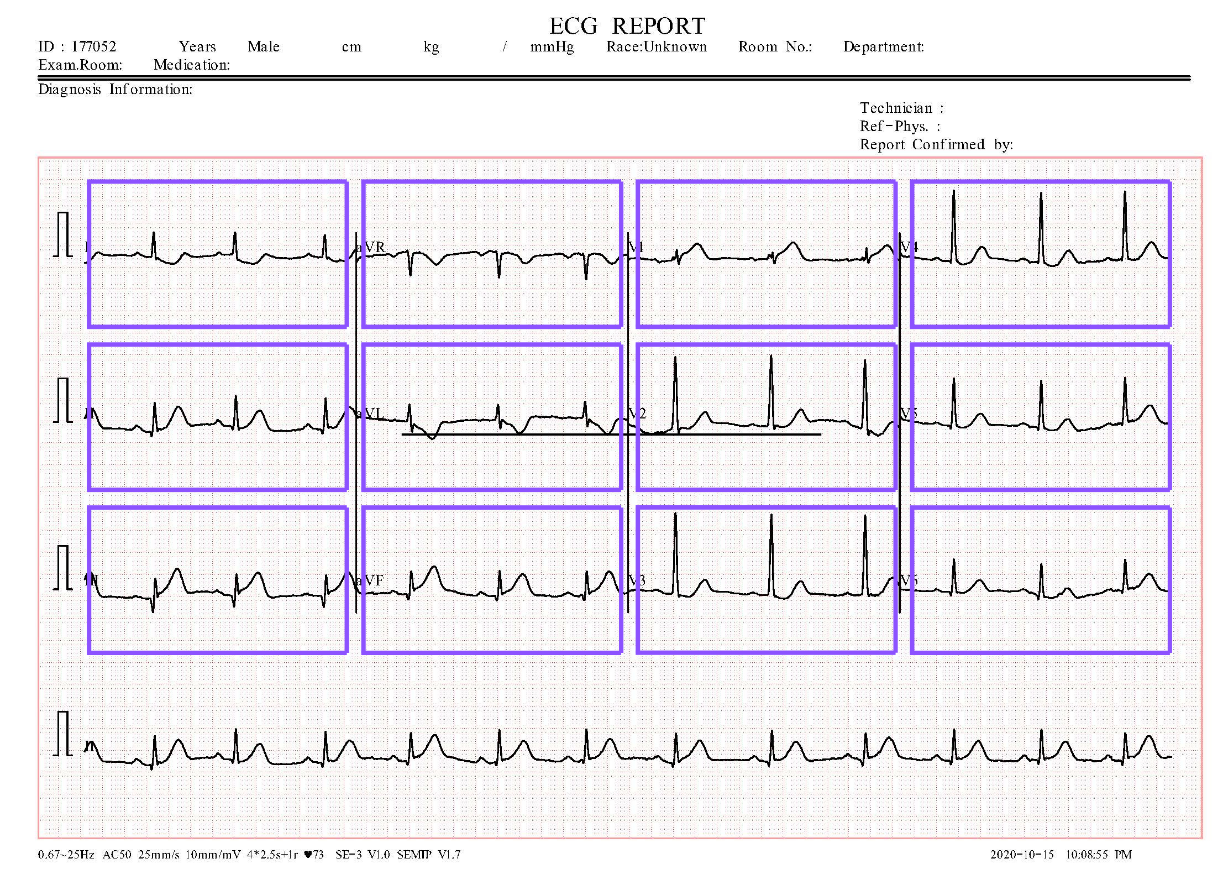 ECG REPORT
ID : 177052 Years Male cm kg / mmHg Race:Unknown Room No.: Department:
Exam.Room: Medication:
Diagnosis Information:
Technician :
Ref-Phys. :
Report Confirmed by:
aVR V1 V4
aVL V2 V5
aVF V3 V6
0.67~25Hz AC50 25mm/s 10mm/mV 4*2.5s+1r ♥73 SE-3 V1.0 SEMIP V1.7 2020-10-15 10:08:55 PM